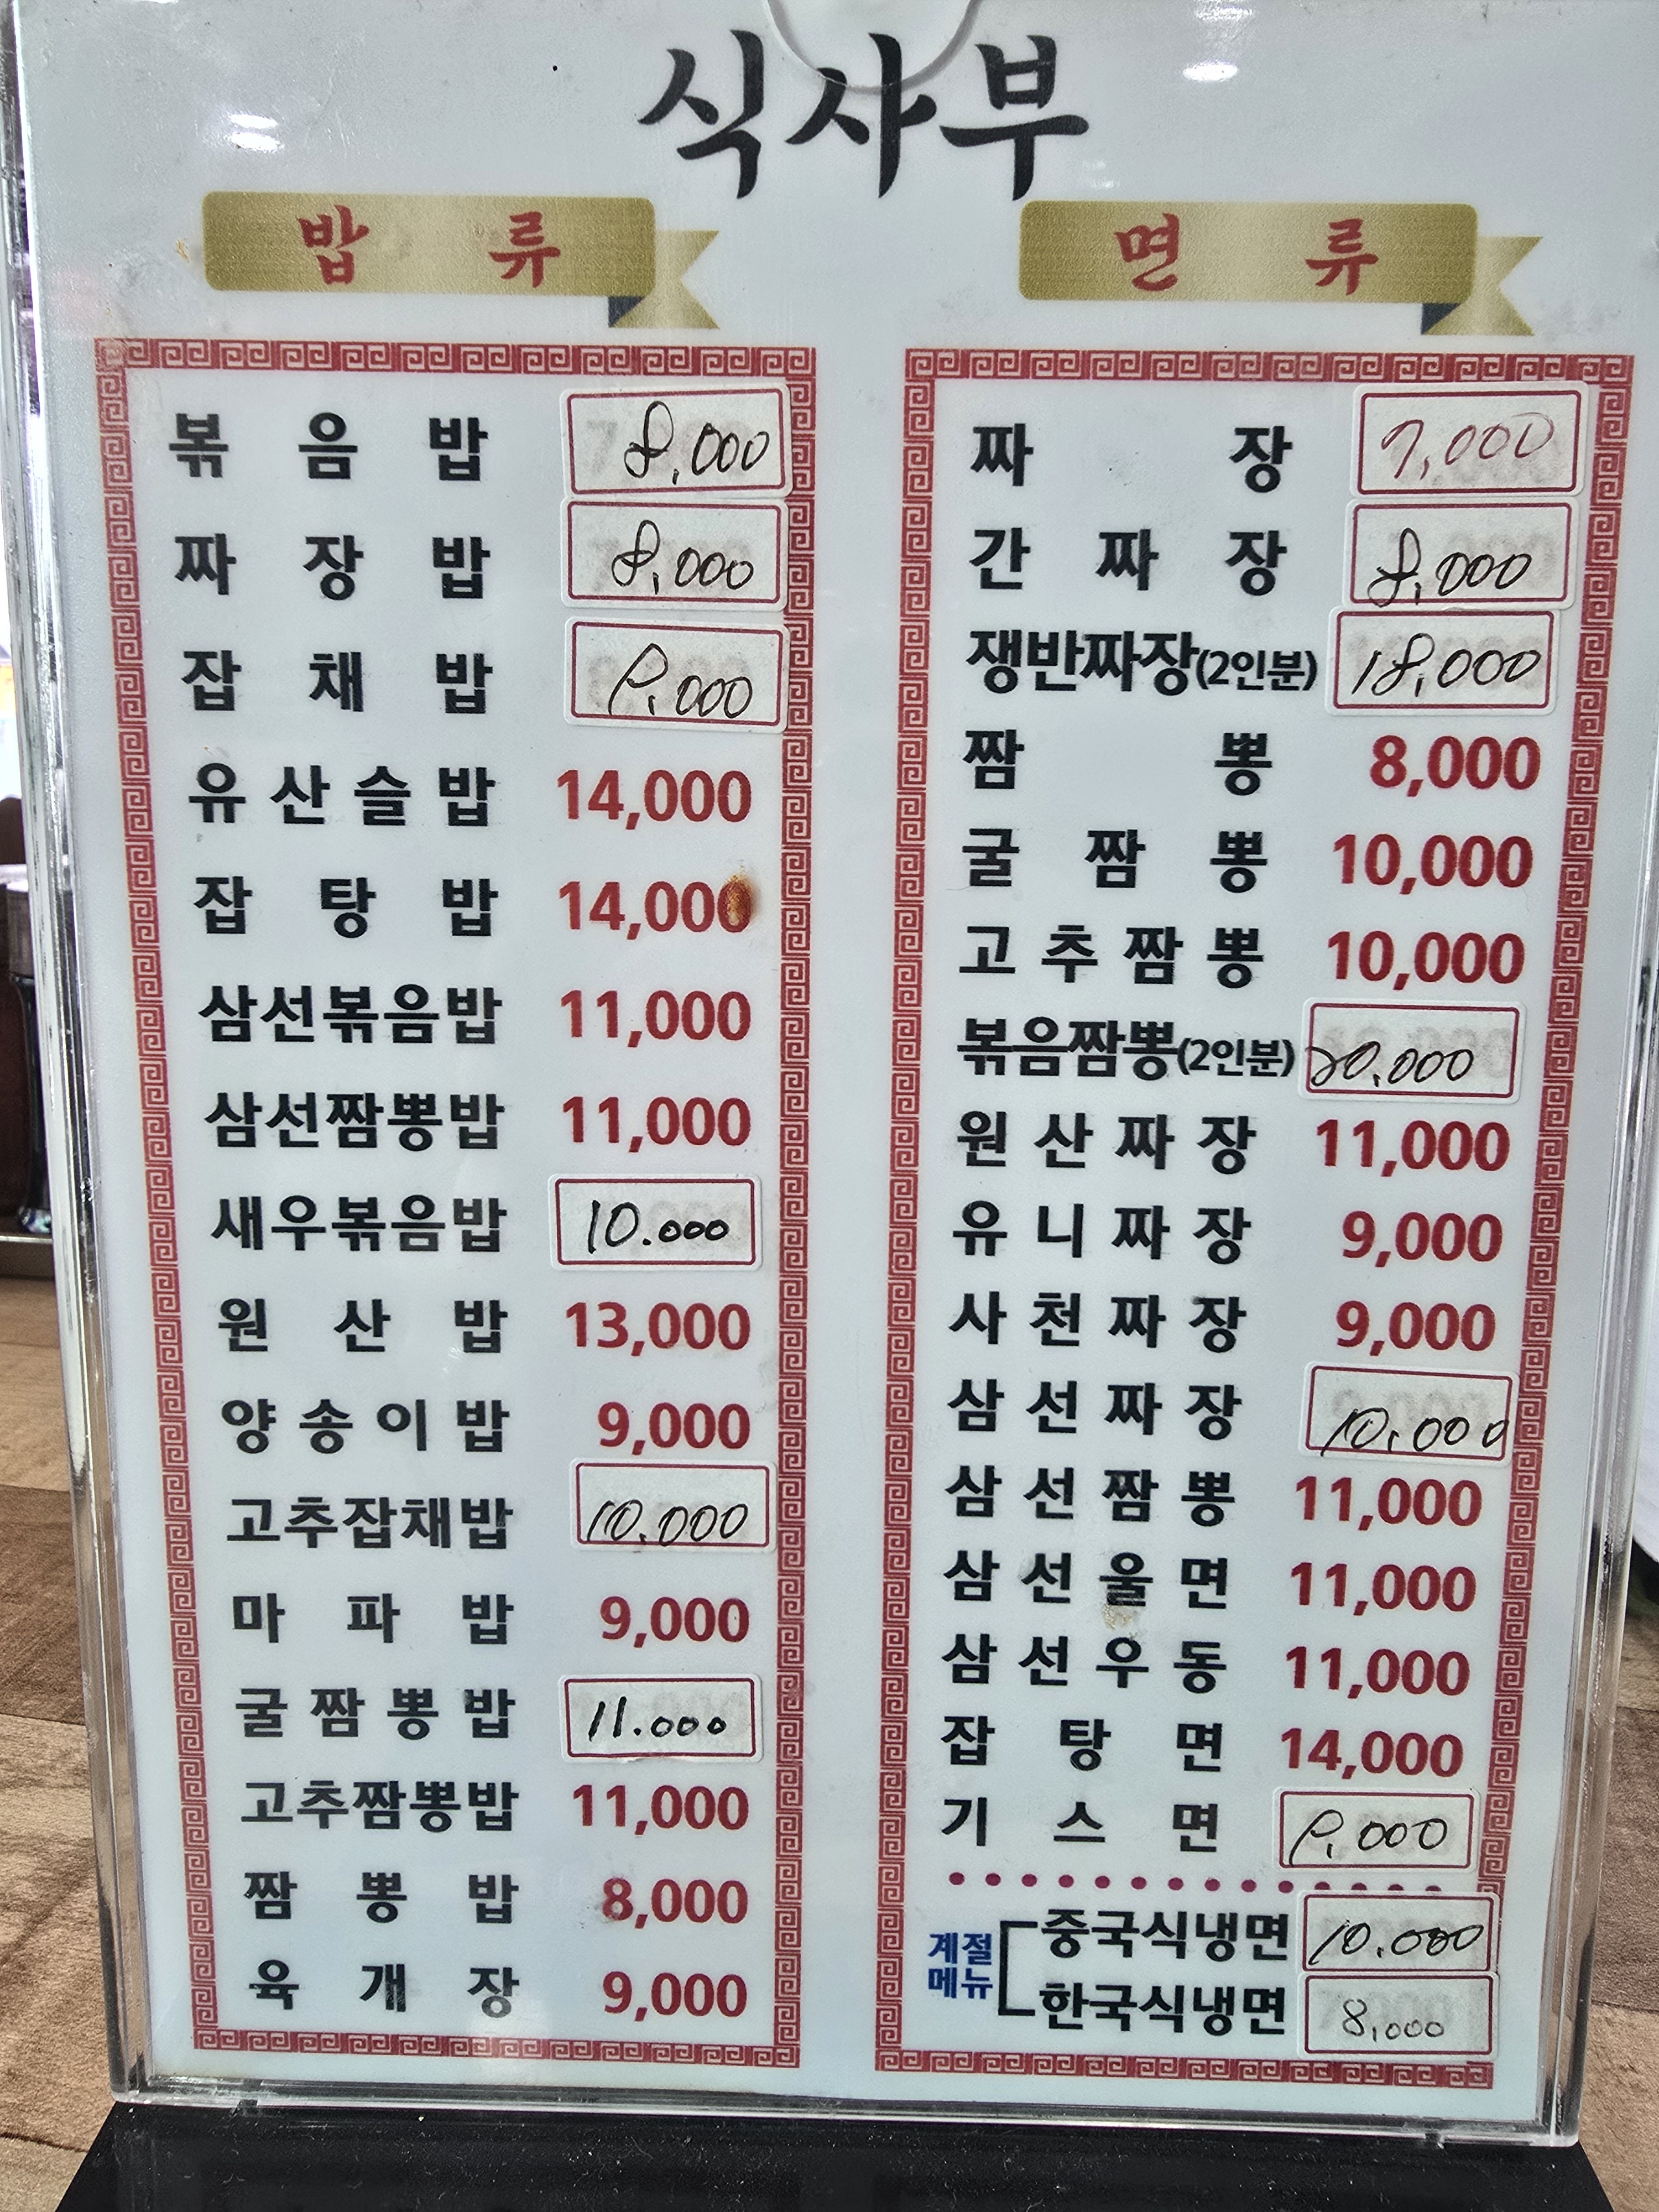 식사부
밥류
볶음밥 8,000
짜장밥 8,000
잡채밥 9,000
유산슬밥 14,000
잡탕밥 14,000
삼선볶음밥 11,000
삼선짬뽕밥 11,000
새우볶음밥 10.000
원산밥 13,000
양송이밥 9,000
고추잡채밥 10.000
마파밥 9,000
굴짬뽕밥 11.000
고추짬뽕밥 11,000
짬뽕밥 8,000
육개장 9,000
면류
짜장 7,000
간짜장 8,000
쟁반짜장(2인분) 18,000
짬뽕 8,000
굴짬뽕 10,000
고추짬뽕 10,000
볶음짬뽕(2인분) 20.000
원산짜장 11,000
유니짜장 9,000
사천짜장 9,000
삼선짜장 10,000
삼선짬뽕 11,000
삼선울면 11,000
삼선우동 11,000
잡탕면 14,000
기스면 9,000
계절
메뉴
중국식냉면 10.000
한국식냉면 8,000